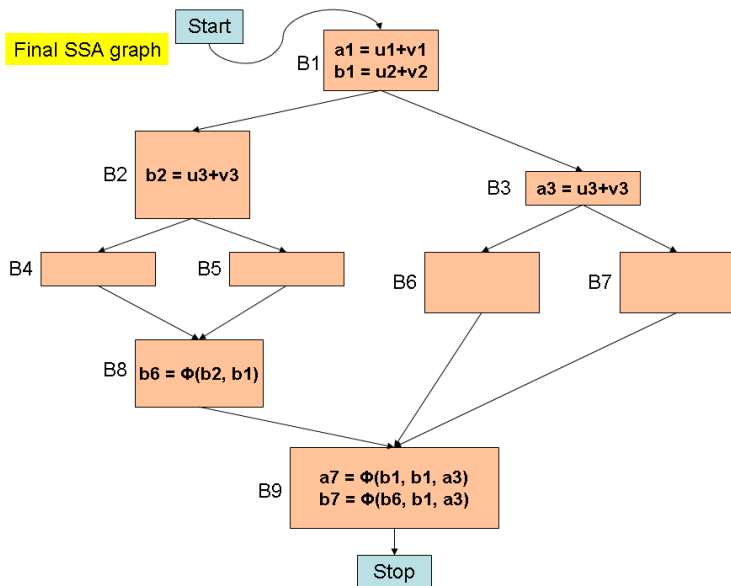 Start
Final SSA graph
B1
a1 = u1+v1
b1 = u2+v2
B2
b2 = u3+v3
B3
a3 = u3+v3
B4
B5
B6
B7
B8
b6 = Φ(b2, b1)
B9
a7 = Φ(b1, b1, a3)
b7 = Φ(b6, b1, a3)
Stop